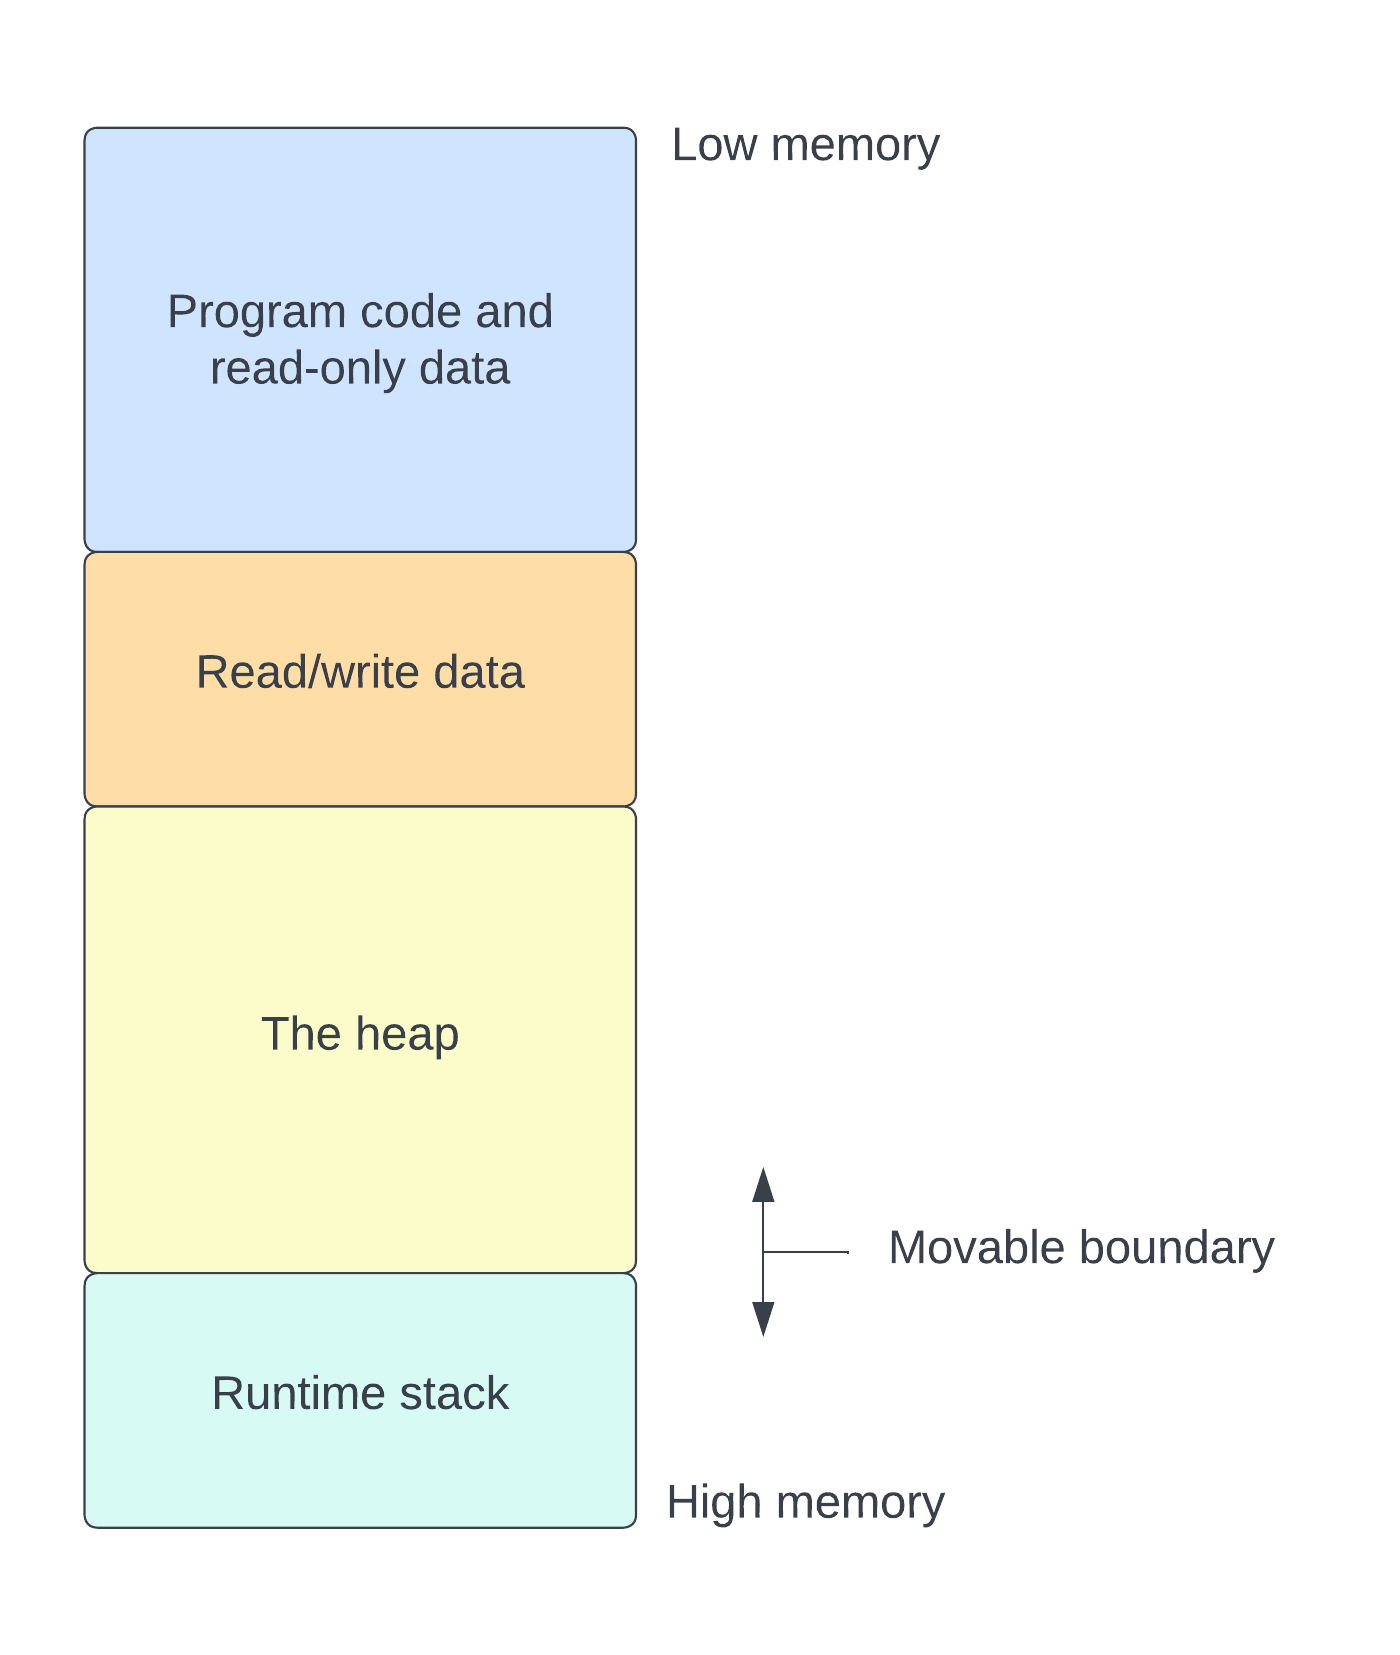 Low memory
Program code and
read-only data
Read/write data
The heap
Movable boundary
Runtime stack
High memory